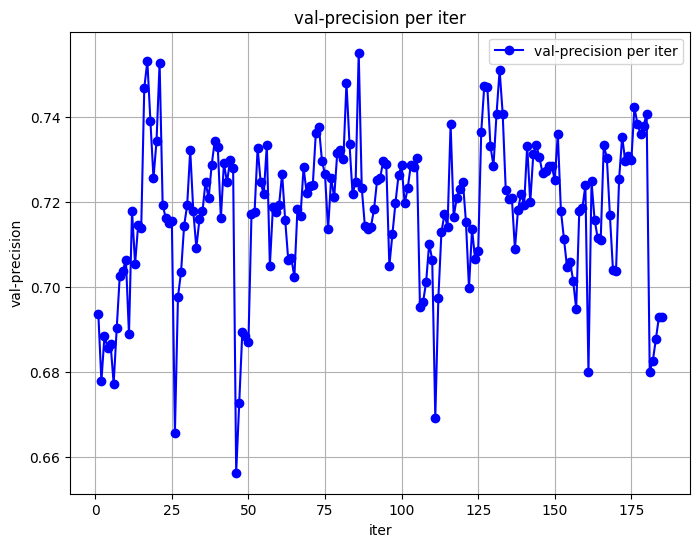 val-precision per iter
val-precision per iter
0.74
0.72
0.70
0.68
0.66
val-precision
0 25 50 75 100 125 150 175
iter